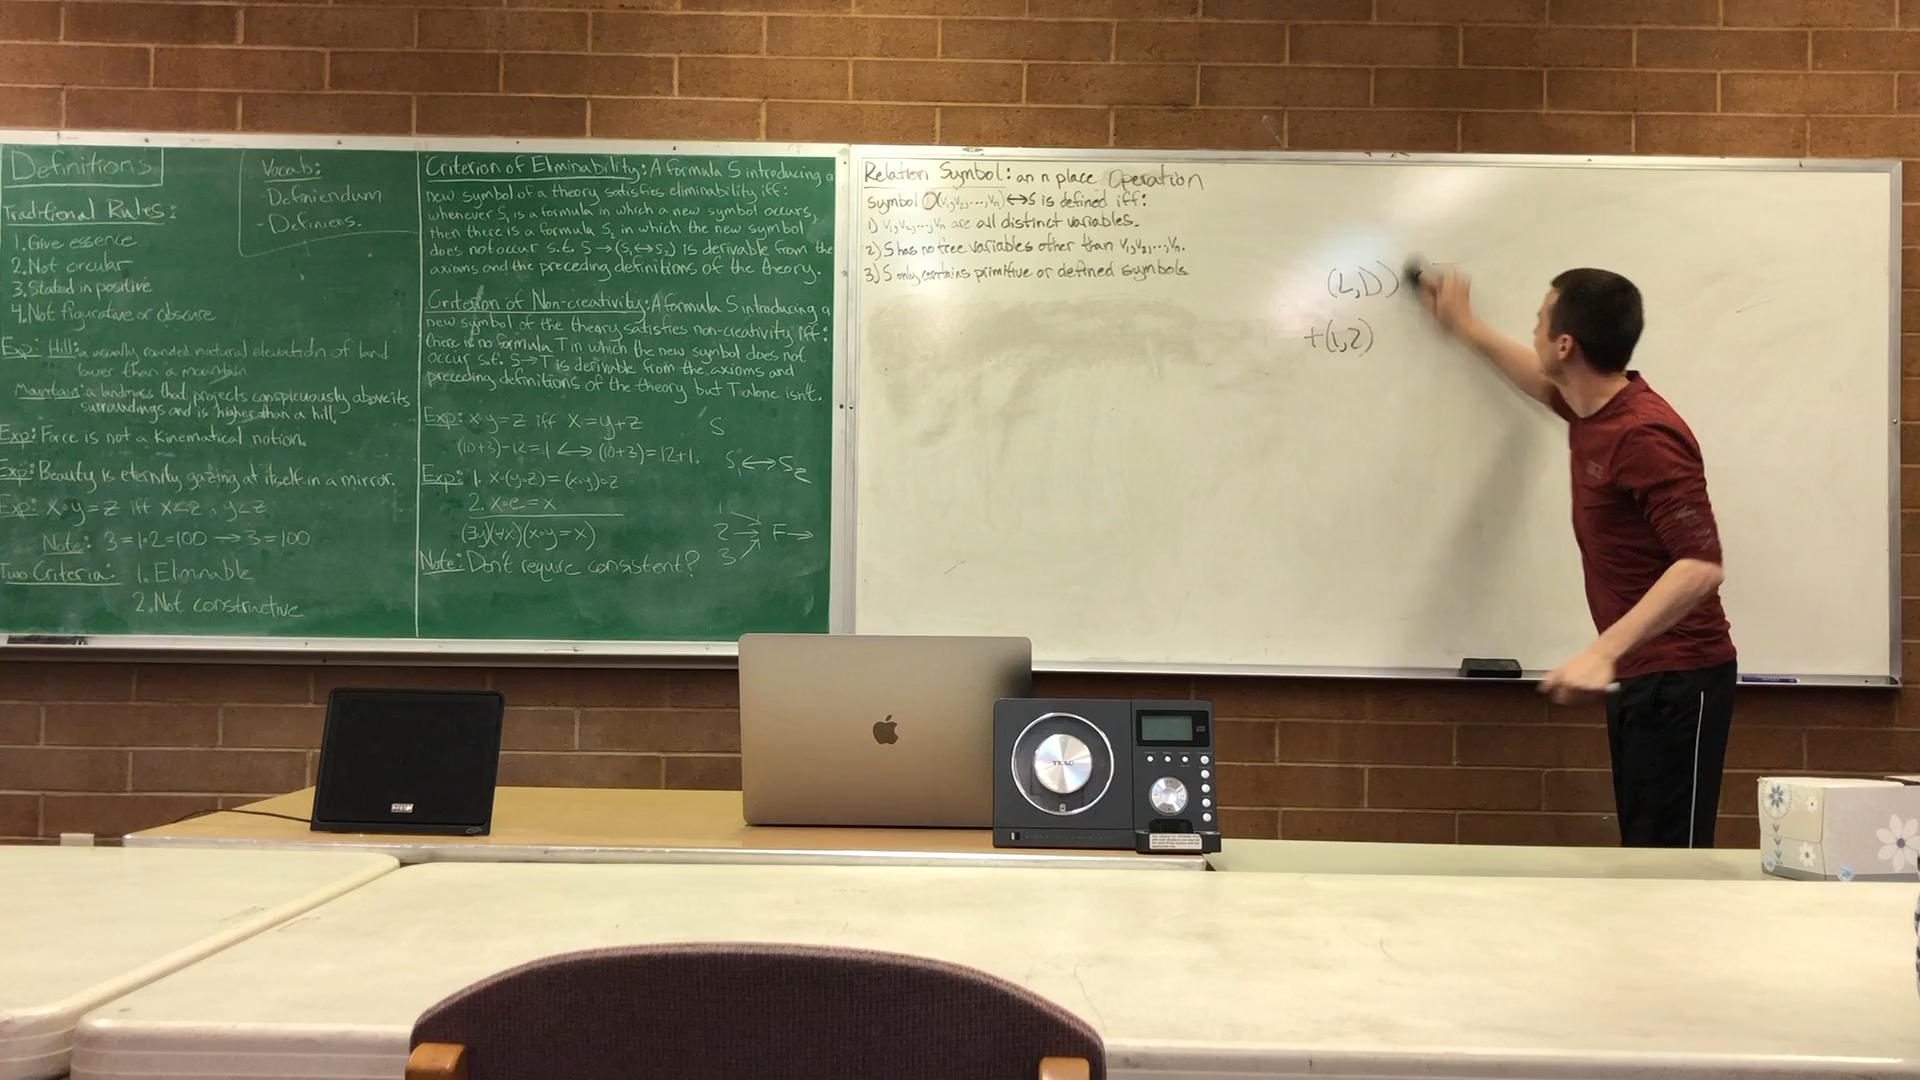 Definitions
Vocab:
-Definiendum
-Definiens.
Traditional Rules:
1. Give essence
2. Not circular
3. Stated in positive
4. Not figurative or obscure
Exp: Hill: a usually rounded natural elevation of land
lower than a mountain
Mountain: a landmass that projects conspicuously above its
surroundings and is higher than a hill.
Exp: Force is not a kinematical notion.
Exp: Beauty is eternity gazing at itself in a mirror.
Exp: x∘y=z iff x<z, y<z
Note: 3=1∘2=100 → 3=100
Two Criteria: 1. Elminable
2. Not constructive
Criterion of Elminability: A formula S introducing a
new symbol of a theory satisfies eliminability iff:
whenever S₁ is a formula in which a new symbol occurs,
then there is a formula S₂ in which the new symbol
does not occur s.t. S→(S₁↔S₂) is derivable from the
axioms and the preceding definitions of the theory.
Criterion of Non-creativity: A formula S introducing a
new symbol of the theory satisfies non-creativity iff:
there is no formula T in which the new symbol does not
occur s.t. S→T is derivable from the axioms and
preceding definitions of the theory but T alone isn't.
Exp: x-y=z iff x=y+z
(10+3)-12=1 ↔ (10+3)=12+1.
S
S₁↔S₂
Exp: 1. x∘(y∘z)=(x∘y)∘z
2. x∘e=x
(∃y)(∀x)(x∘y=x)
1
2 → F →
3
Note: Don't require consistent?
Relation Symbol: an n place Operation
symbol O(v₁,v₂,...,vₙ)↔S is defined iff:
1) v₁,v₂,...,vₙ are all distinct variables.
2) S has no free variables other than v₁,v₂,...,vₙ.
3) S only contains primitive or defined symbols
(L,D)
+(1,2)
TEAC